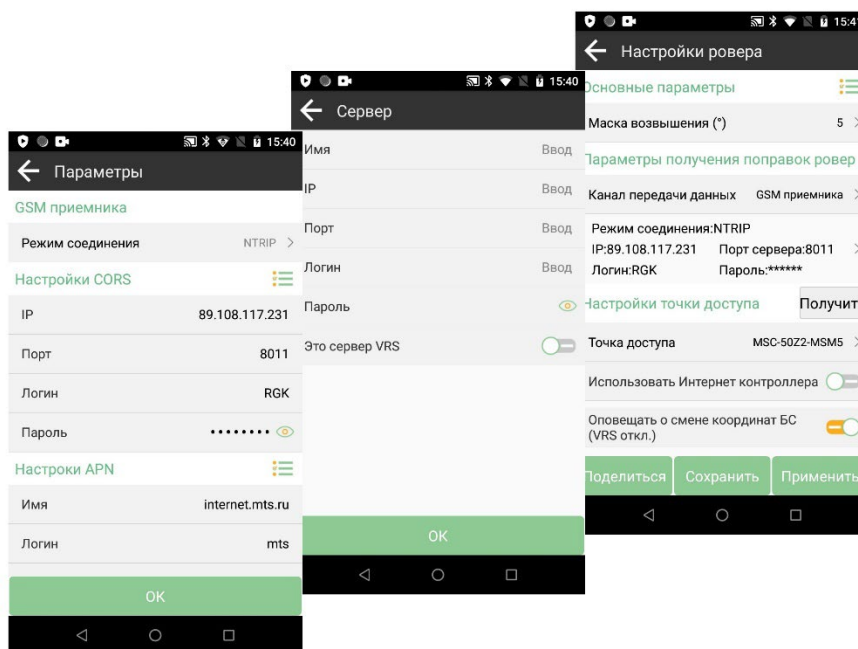 15:40
Параметры
GSM приемника
Режим соединения NTRIP
Настройки CORS
IP 89.108.117.231
Порт 8011
Логин RGK
Пароль ••••••••
Настроки APN
Имя internet.mts.ru
Логин mts
OK
15:40
Сервер
Имя Ввод
IP Ввод
Порт Ввод
Логин Ввод
Пароль
Это сервер VRS
OK
15:4
Настройки ровера
Основные параметры
Маска возвышения (°) 5
Параметры получения поправок ровер
Канал передачи данных GSM приемника
Режим соединения:NTRIP
IP:89.108.117.231 Порт сервера:8011
Логин:RGK Пароль:******
Настройки точки доступа Получит
Точка доступа MSC-50Z2-MSM5
Использовать Интернет контроллера
Оповещать о смене координат БС
(VRS откл.)
Поделиться Сохранить Применить